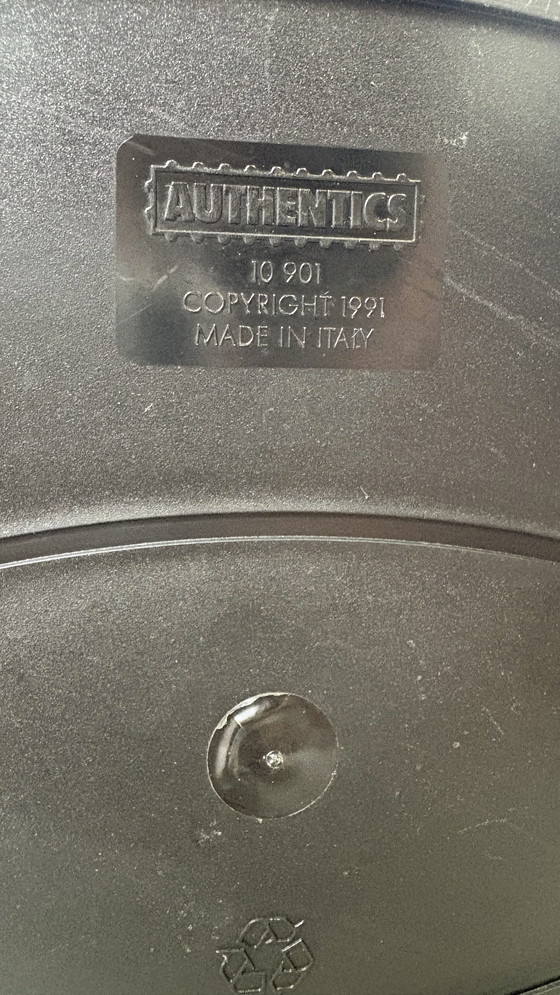 AUTHENTICS
10 901
COPYRIGHT 1991
MADE IN ITALY